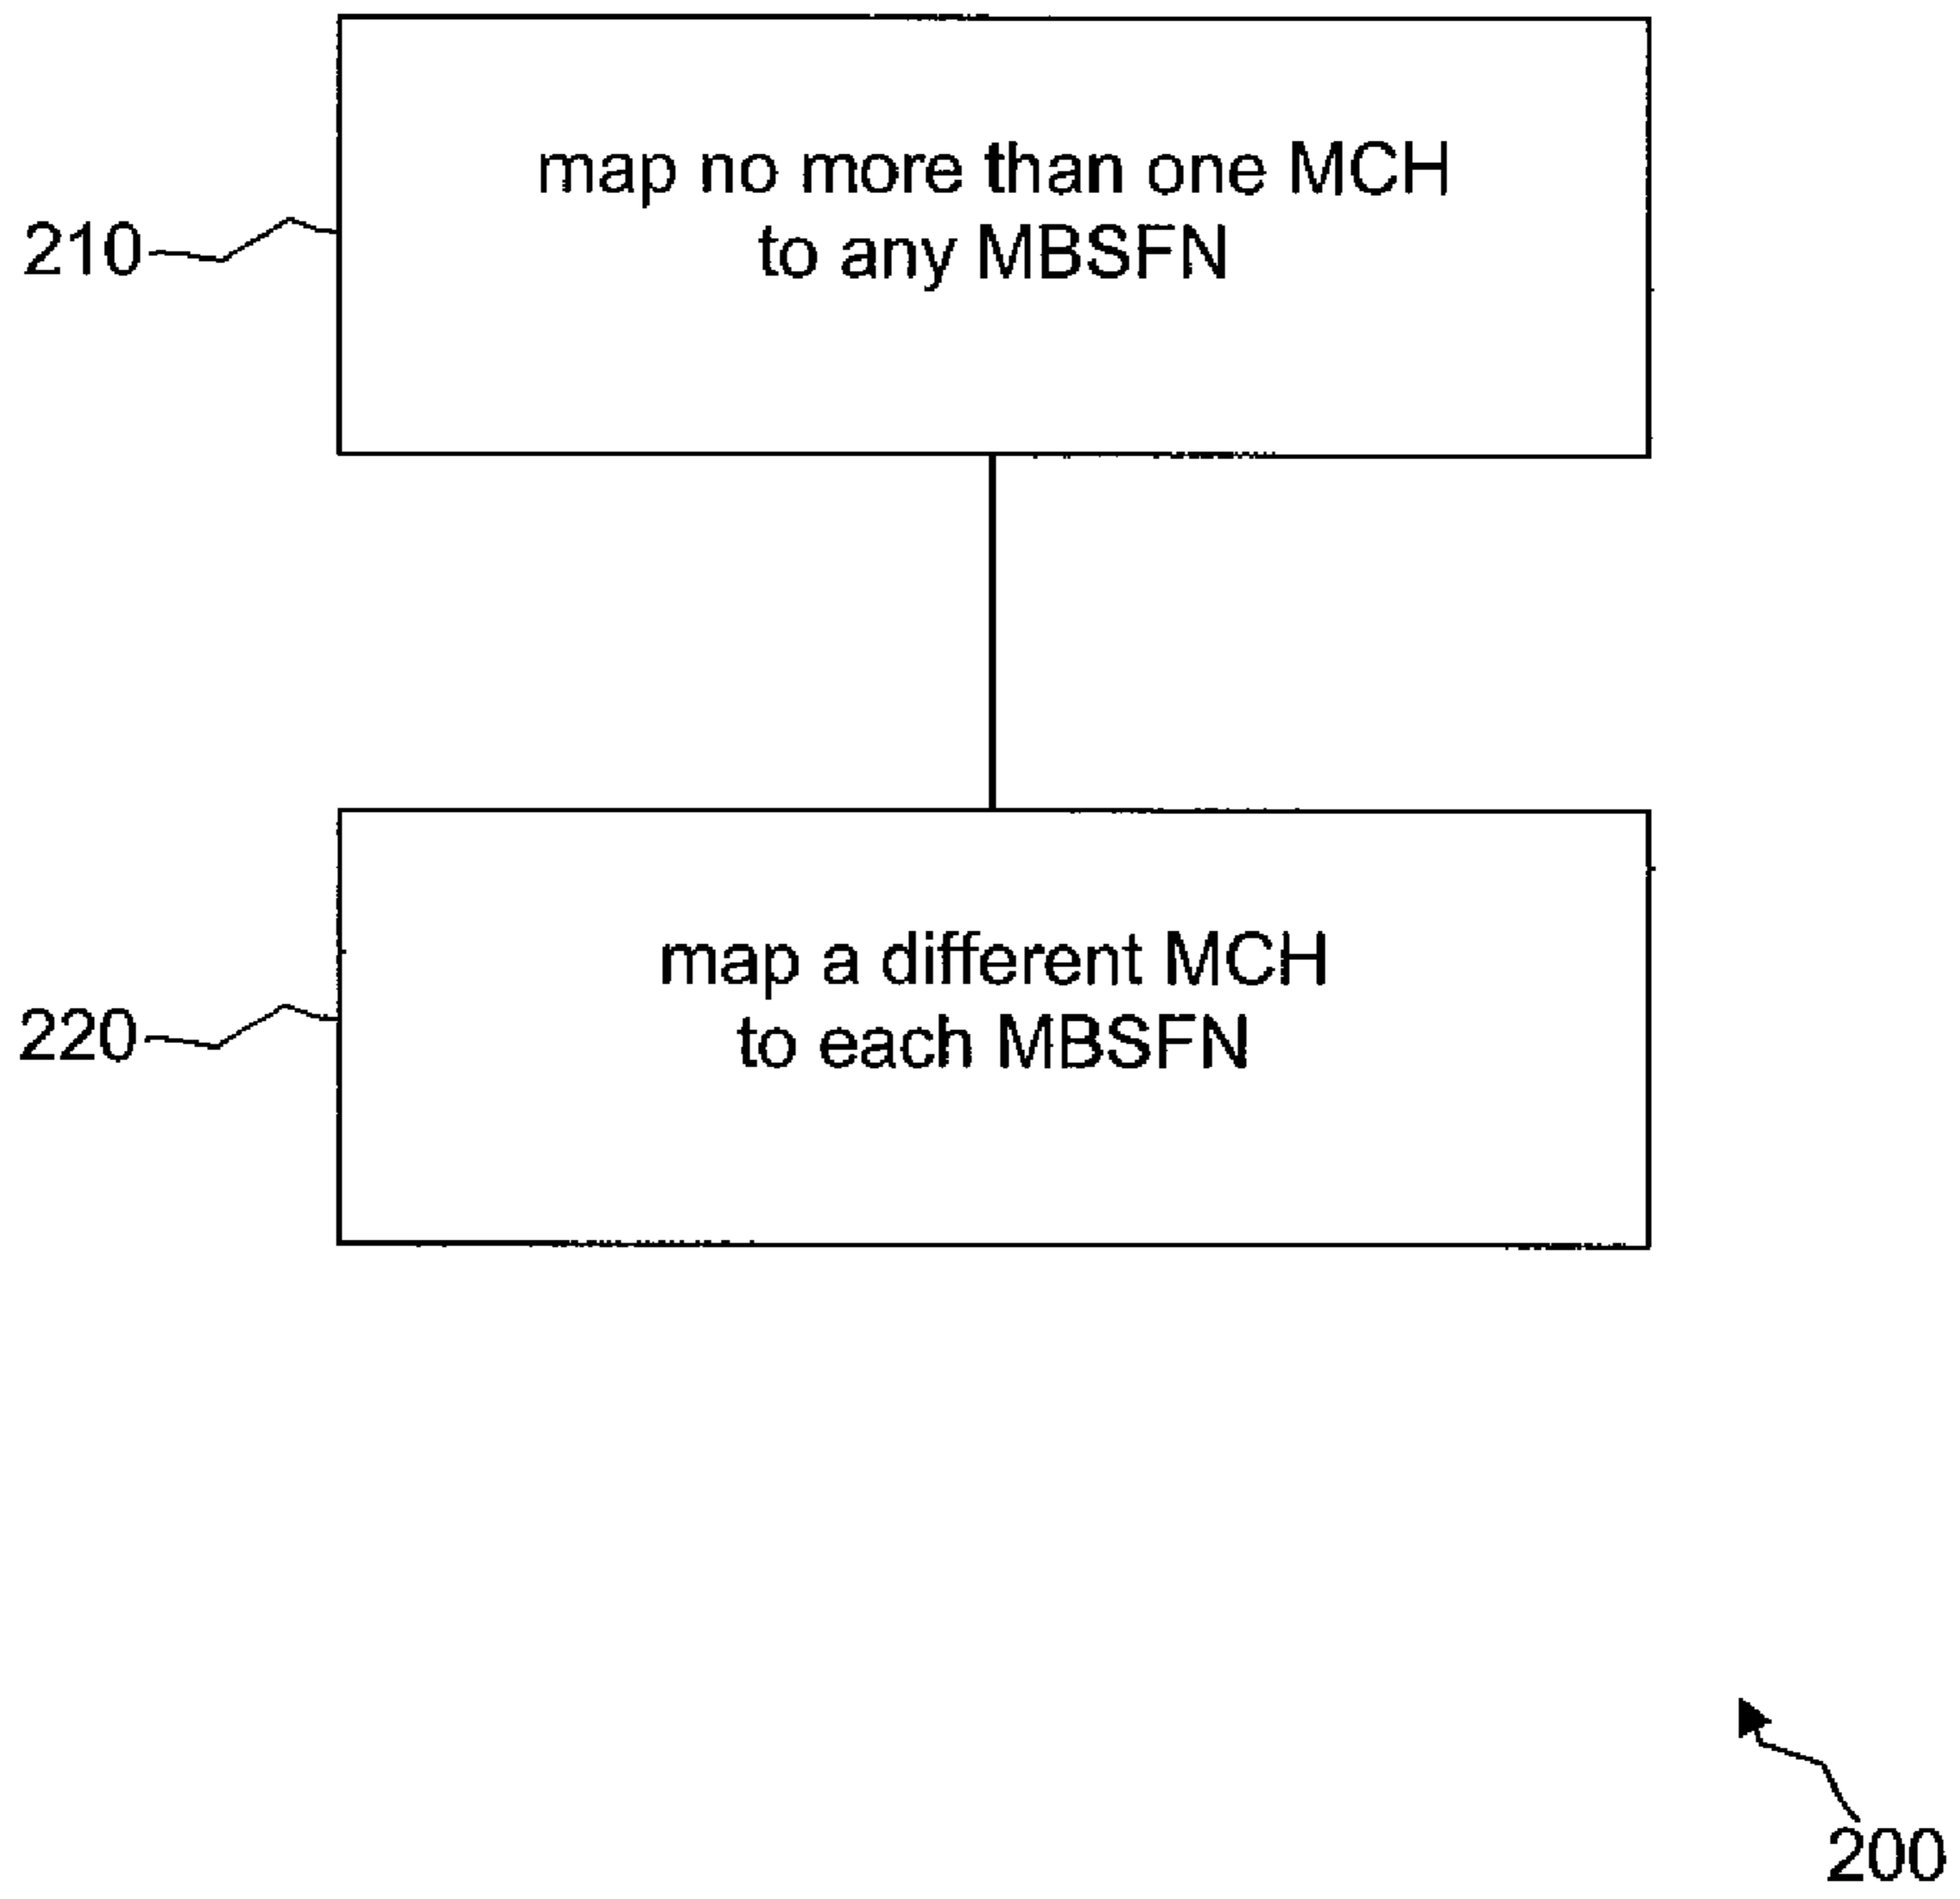 map no more than one MCH
to any MBSFN
210
map a different MCH
to each MBSFN
220
200